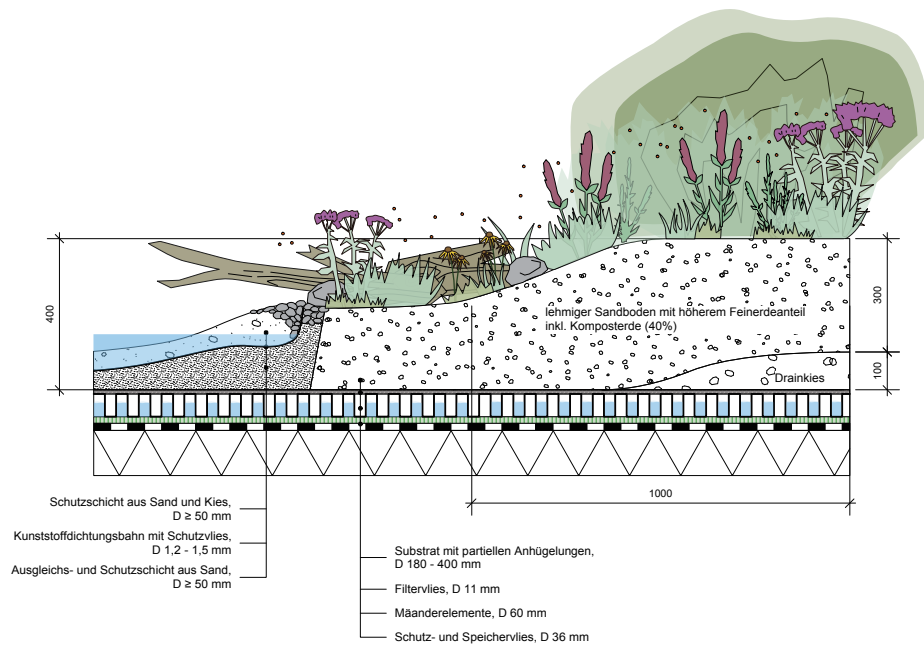 400
300
lehmiger Sandboden mit höherem Feinerdeanteil
inkl. Komposterde (40%)
100
Drainkies
1000
Schutzschicht aus Sand und Kies,
D ≥ 50 mm
Kunststoffdichtungsbahn mit Schutzvlies,
D 1,2 - 1,5 mm
Ausgleichs- und Schutzschicht aus Sand,
D ≥ 50 mm
Substrat mit partiellen Anhügelungen,
D 180 - 400 mm
Filtervlies, D 11 mm
Mäanderelemente, D 60 mm
Schutz- und Speichervlies, D 36 mm